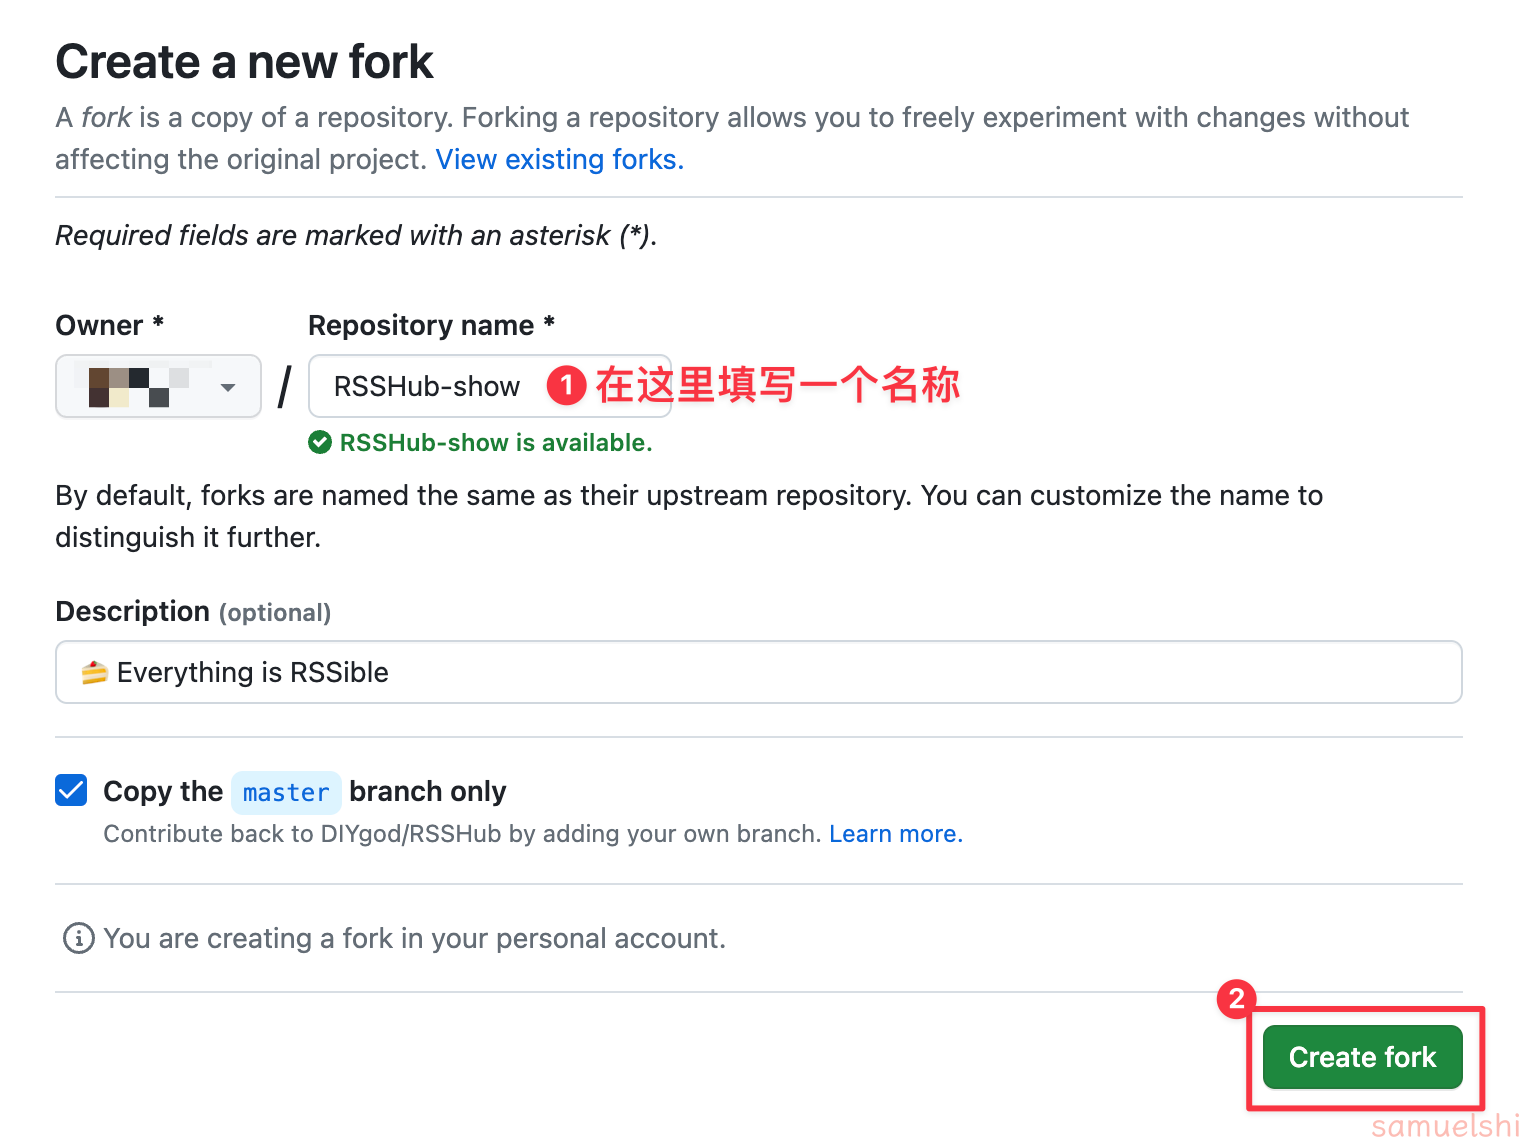 Create a new fork
A fork is a copy of a repository. Forking a repository allows you to freely experiment with changes without
affecting the original project. View existing forks.
Required fields are marked with an asterisk (*).
Owner *
Repository name *
/
RSSHub-show
1 在这里填写一个名称
RSSHub-show is available.
By default, forks are named the same as their upstream repository. You can customize the name to
distinguish it further.
Description (optional)
🍰 Everything is RSSible
Copy the master branch only
Contribute back to DIYgod/RSSHub by adding your own branch. Learn more.
You are creating a fork in your personal account.
2
Create fork
samuelshi